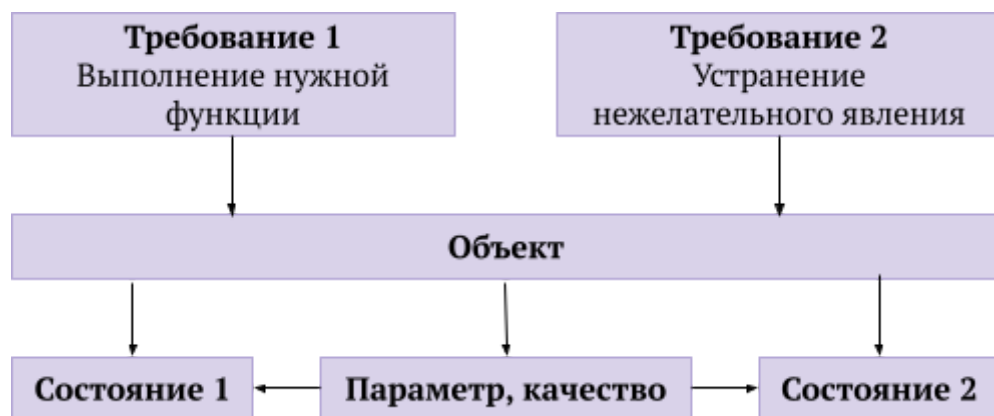 Требование 1
Выполнение нужной
функции
Требование 2
Устранение
нежелательного явления
Объект
Состояние 1
Параметр, качество
Состояние 2